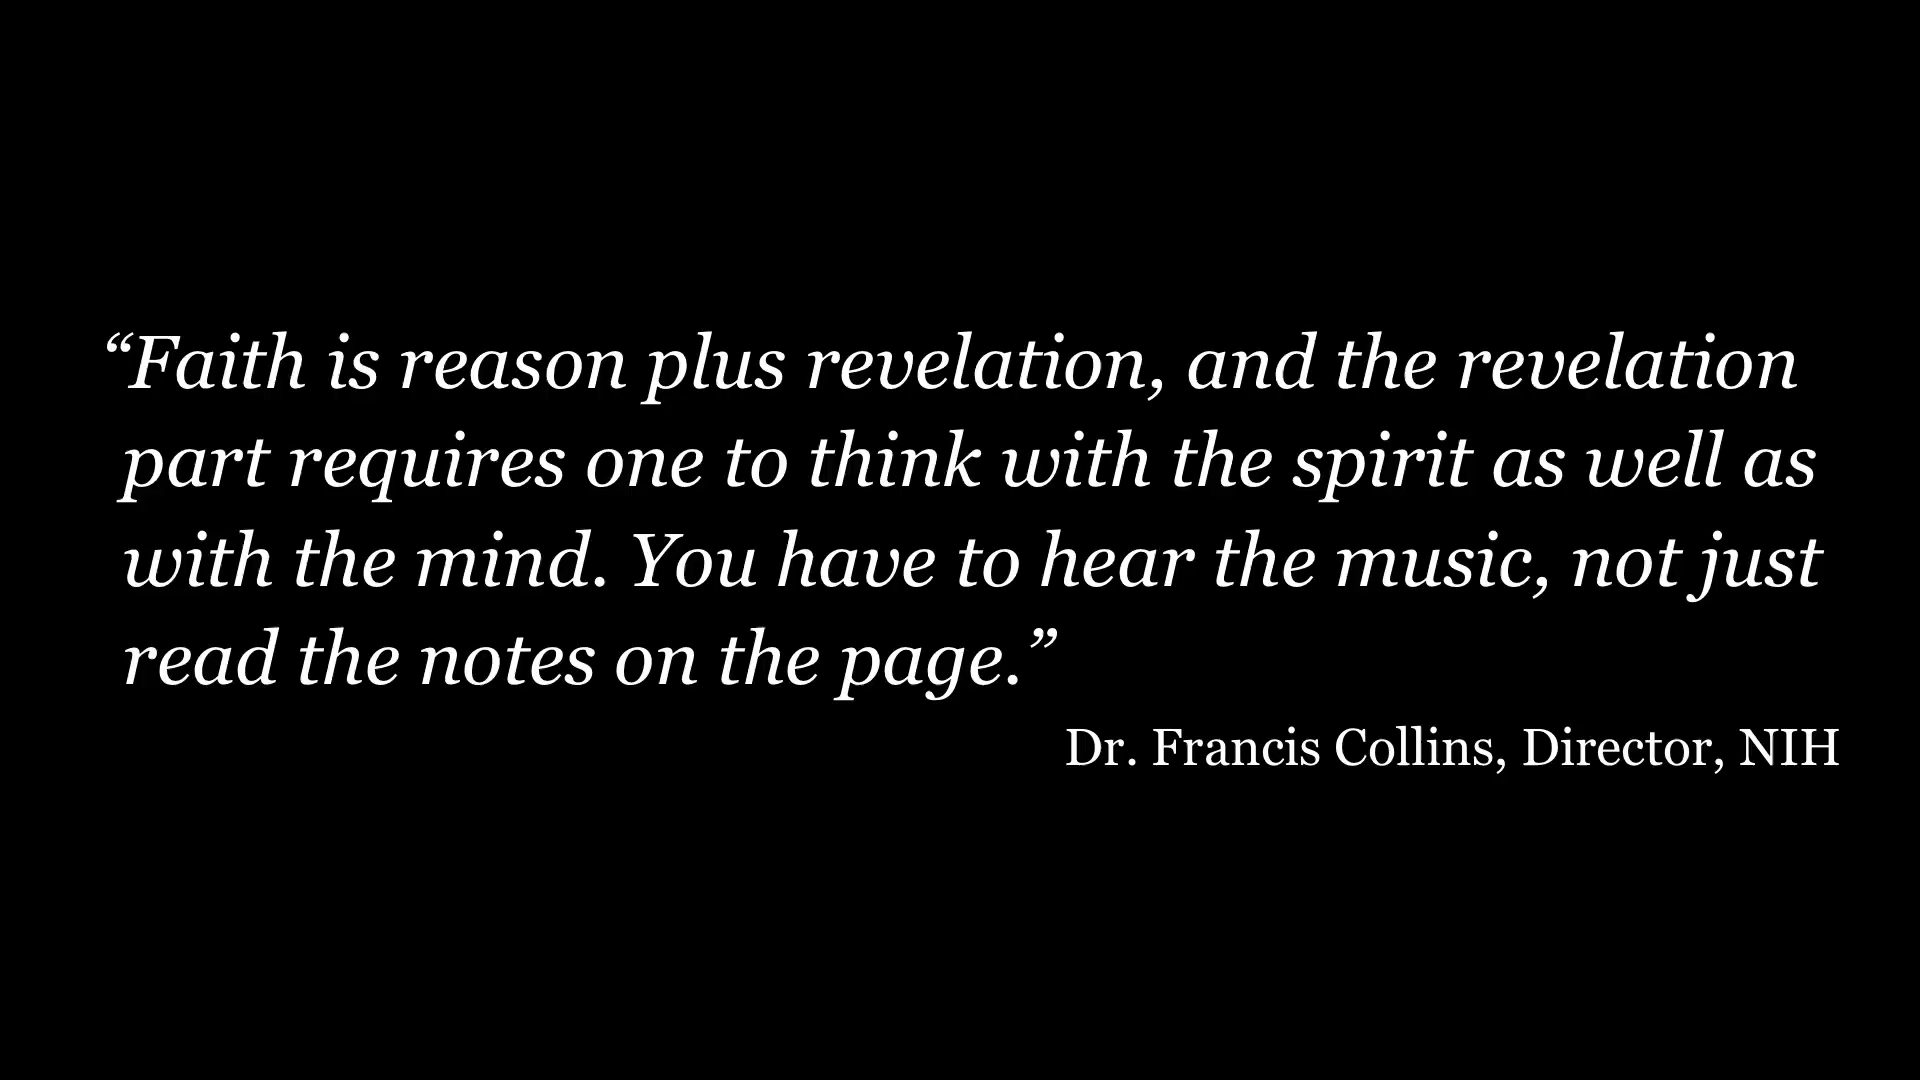 “Faith is reason plus revelation, and the revelation
part requires one to think with the spirit as well as
with the mind. You have to hear the music, not just
read the notes on the page.”
Dr. Francis Collins, Director, NIH